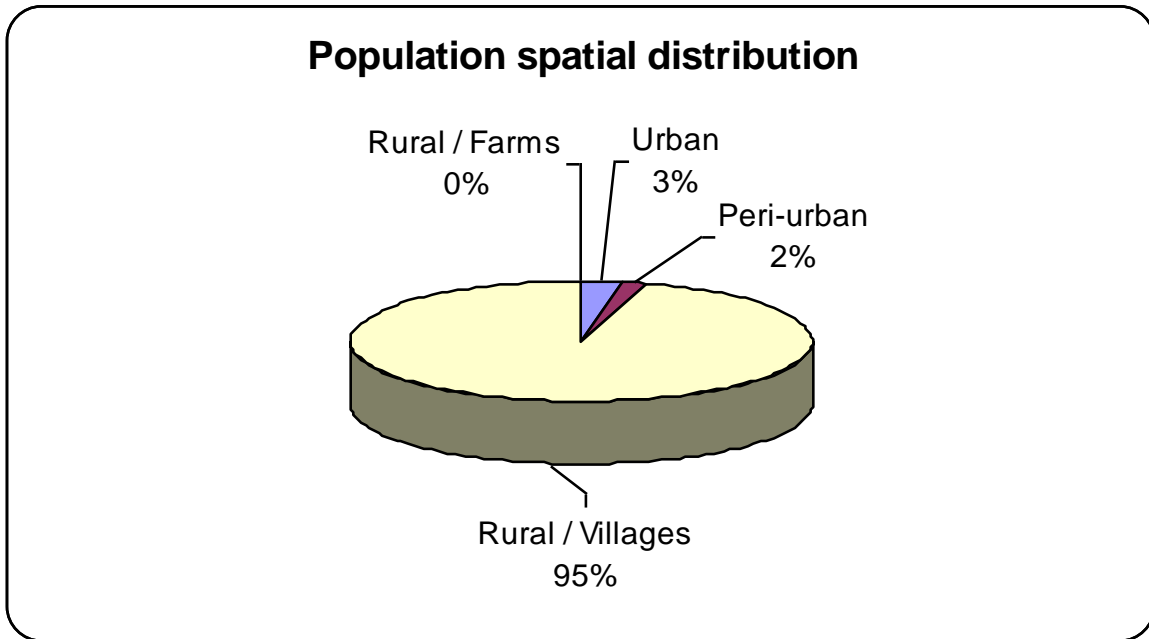 Population spatial distribution
Rural / Farms
0%
Urban
3%
Peri-urban
2%
Rural / Villages
95%